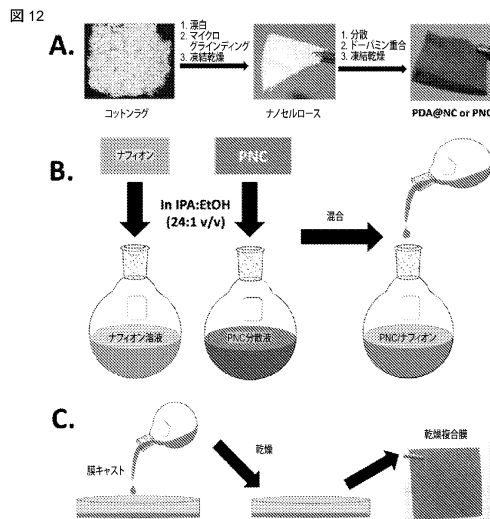 図 12
A.
1. 漂白
2. マイクロ
グラインディング
3. 凍結乾燥
1. 分散
2. ドーパミン重合
3. 凍結乾燥
コットンラグ
ナノセルロース
PDA@NC or PNC
B.
ナフィオン
PNC
In IPA:EtOH
(24:1 v/v)
混合
ナフィオン溶液
PNC分散液
PNC/ナフィオン
C.
膜キャスト
乾燥
乾燥複合膜